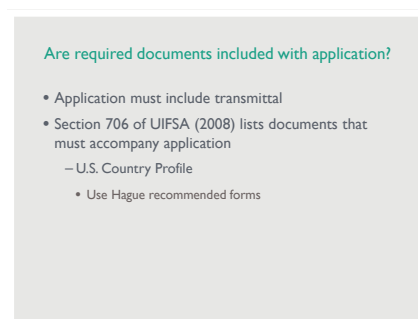 Are required documents included with application?
• Application must include transmittal
• Section 706 of UIFSA (2008) lists documents that
must accompany application
– U.S. Country Profile
• Use Hague recommended forms